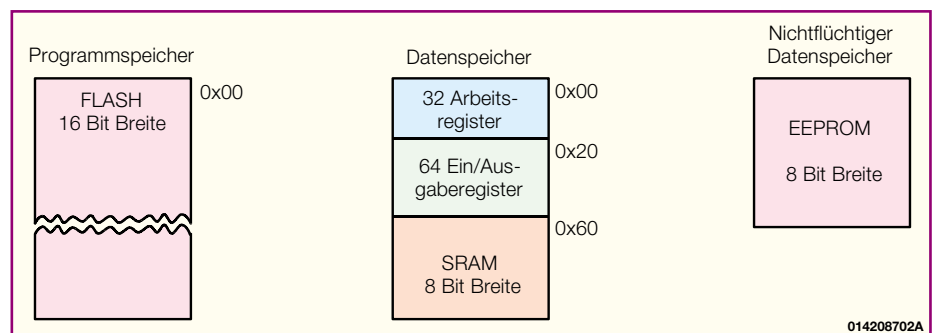 Programmspeicher
FLASH
16 Bit Breite
0x00
Datenspeicher
32 Arbeits-
register
0x00
64 Ein/Aus-
gaberegister
0x20
SRAM
8 Bit Breite
0x60
Nichtflüchtiger
Datenspeicher
EEPROM
8 Bit Breite
014208702A